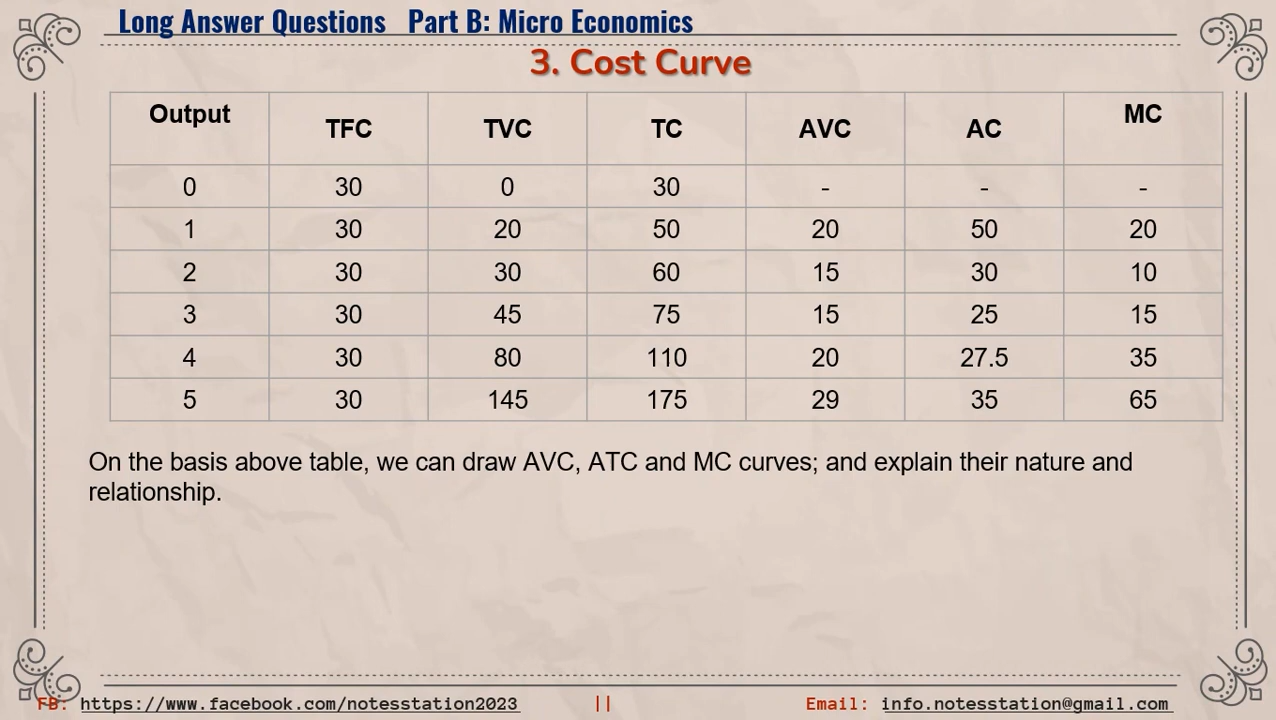 Long Answer Questions Part B: Micro Economics
3. Cost Curve
Output TFC TVC TC AVC AC MC
0 30 0 30 - - -
1 30 20 50 20 50 20
2 30 30 60 15 30 10
3 30 45 75 15 25 15
4 30 80 110 20 27.5 35
5 30 145 175 29 35 65
On the basis above table, we can draw AVC, ATC and MC curves; and explain their nature and
relationship.
FB: https://www.facebook.com/notesstation2023 || Email: info.notesstation@gmail.com